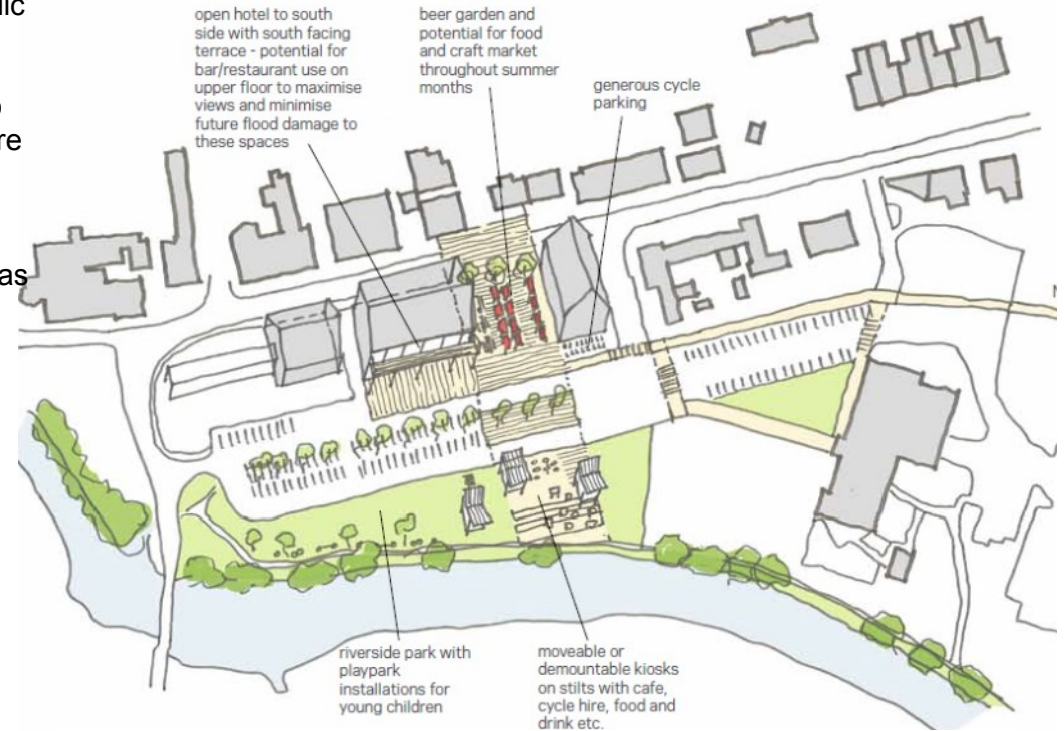 lic
re
as
open hotel to south
side with south facing
terrace - potential for
bar/restaurant use on
upper floor to maximise
views and minimise
future flood damage to
these spaces
beer garden and
potential for food
and craft market
throughout summer
months
generous cycle
parking
riverside park with
playpark
installations for
young children
moveable or
demountable kiosks
on stilts with cafe,
cycle hire, food and
drink etc.